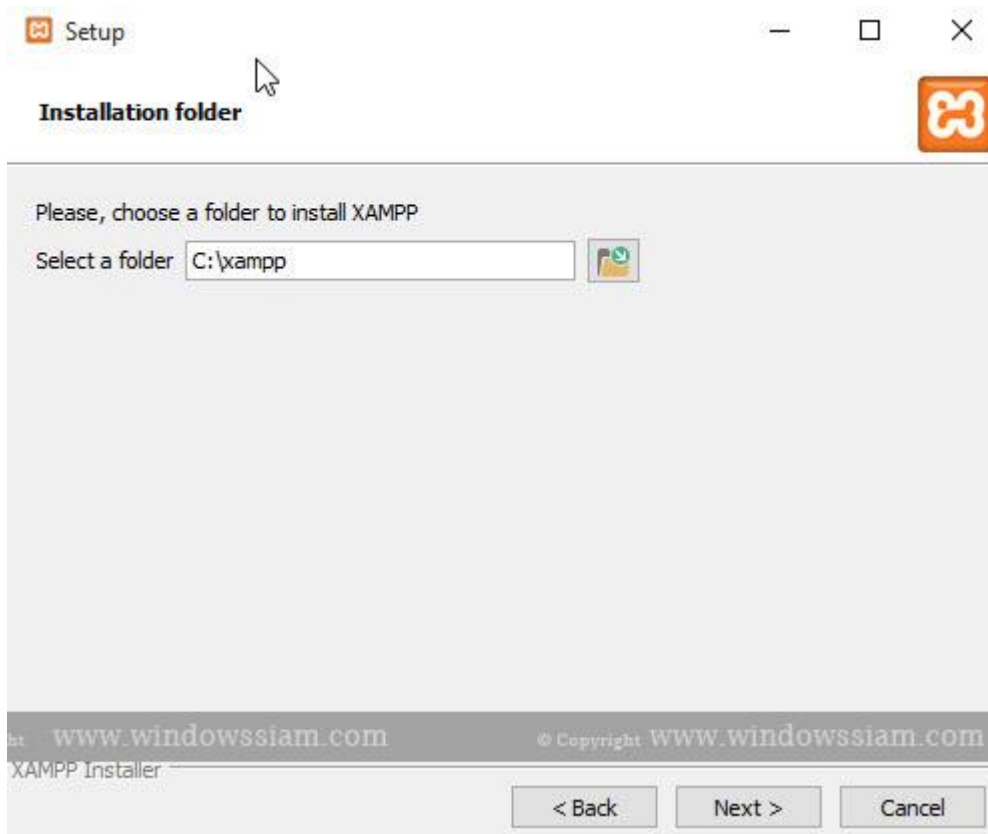 Setup
Installation folder
Please, choose a folder to install XAMPP
Select a folder C:\xampp
ht www.windowssiam.com © Copyright www.windowssiam.com
XAMPP Installer
< Back Next > Cancel